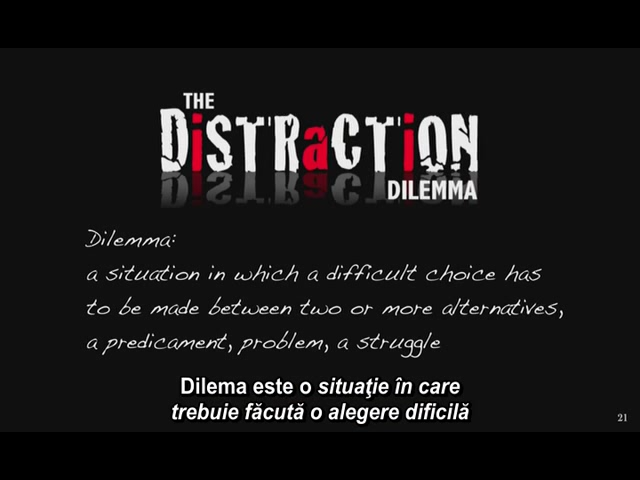 THE
DiSTRaCTiON
DILEMMA
Dilemma:
a situation in which a difficult choice has
to be made between two or more alternatives,
a predicament, problem, a struggle
Dilema este o situaţie în care
trebuie făcută o alegere dificilă
21